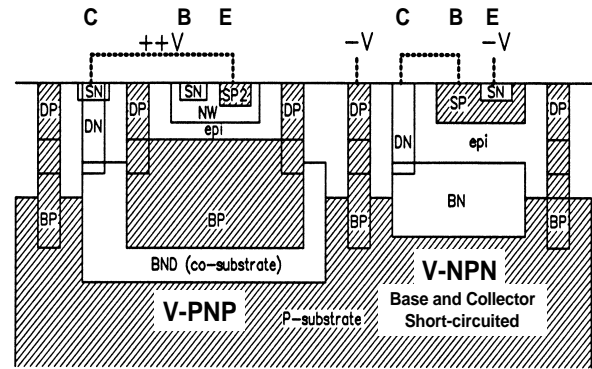 C B E C B E
++V −V −V
SN SN SP2 SP SN
DP DN DP NW DP DP DN DP
epi epi
BP BP BP BN BP
BND (co-substrate)
V-PNP V-NPN
P-substrate
Base and Collector
Short-circuited